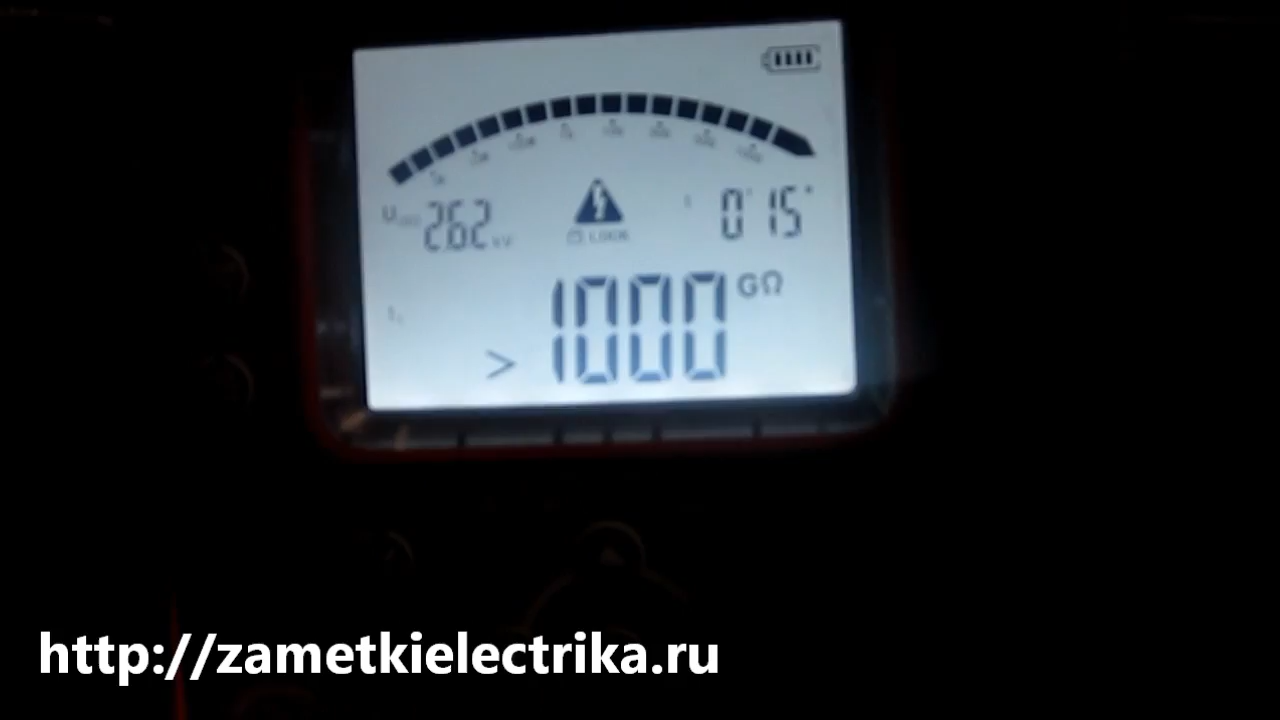 U 2.62 kV
LOCK
0'15"
GΩ
> 1000
http://zametkielectrika.ru